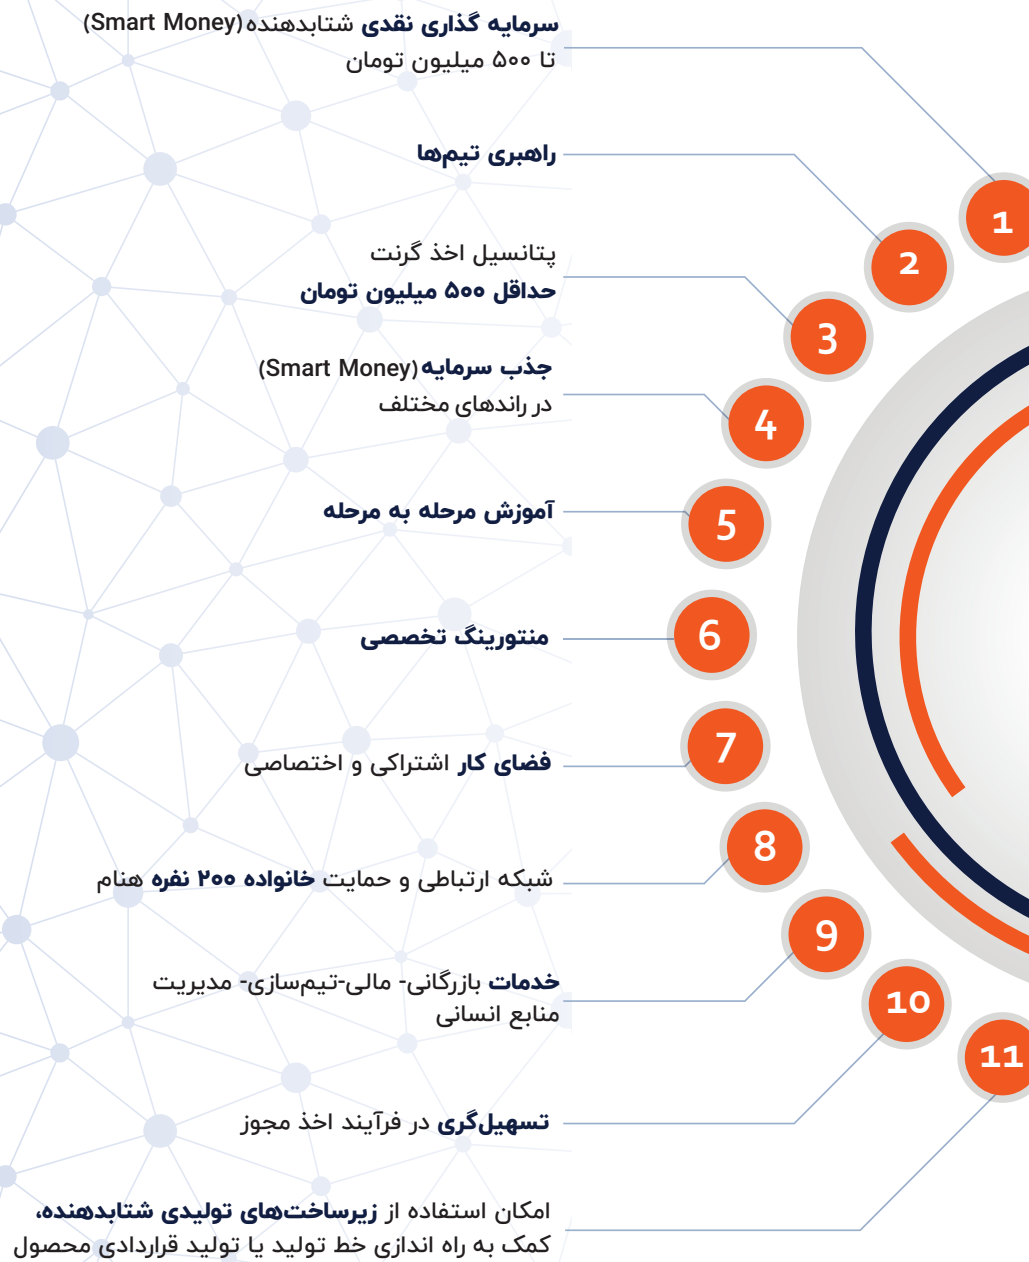 سرمایه گذاری نقدی شتابدهنده (Smart Money)
تا ۵۰۰ میلیون تومان
1
راهبری تیم‌ها
2
پتانسیل اخذ گرنت
حداقل ۵۰۰ میلیون تومان
3
جذب سرمایه (Smart Money)
در راندهای مختلف
4
آموزش مرحله به مرحله
5
منتورینگ تخصصی
6
فضای کار اشتراکی و اختصاصی
7
شبکه ارتباطی و حمایت خانواده ۲۰۰ نفره هنام
8
خدمات بازرگانی- مالی-تیم‌سازی- مدیریت
منابع انسانی
9
تسهیل‌گری در فرآیند اخذ مجوز
10
امکان استفاده از زیرساخت‌های تولیدی شتابدهنده،
کمک به راه اندازی خط تولید یا تولید قراردادی محصول
11